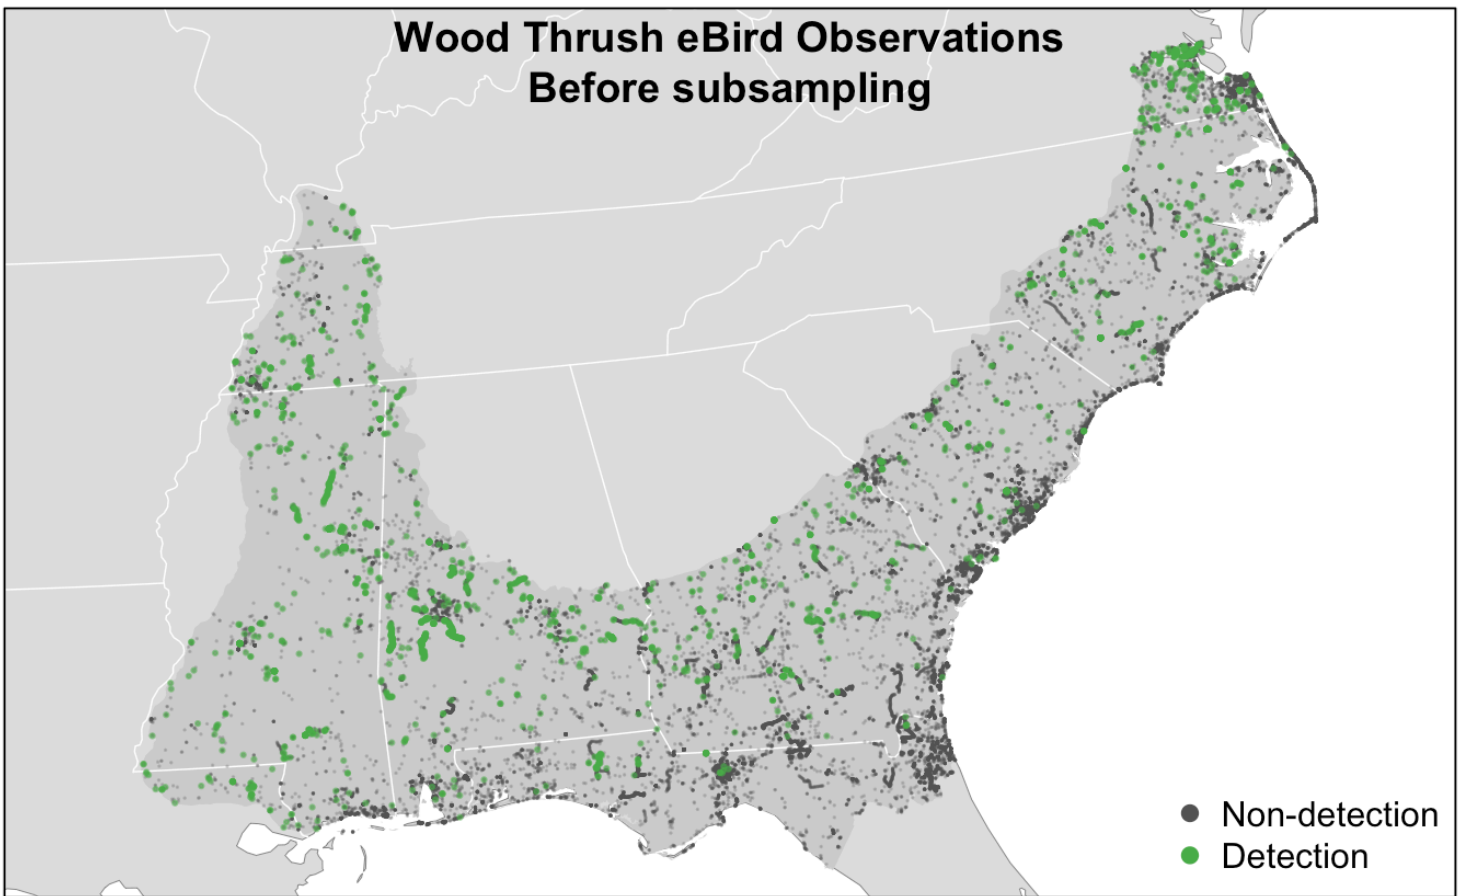 Wood Thrush eBird Observations
Before subsampling
Non-detection
Detection